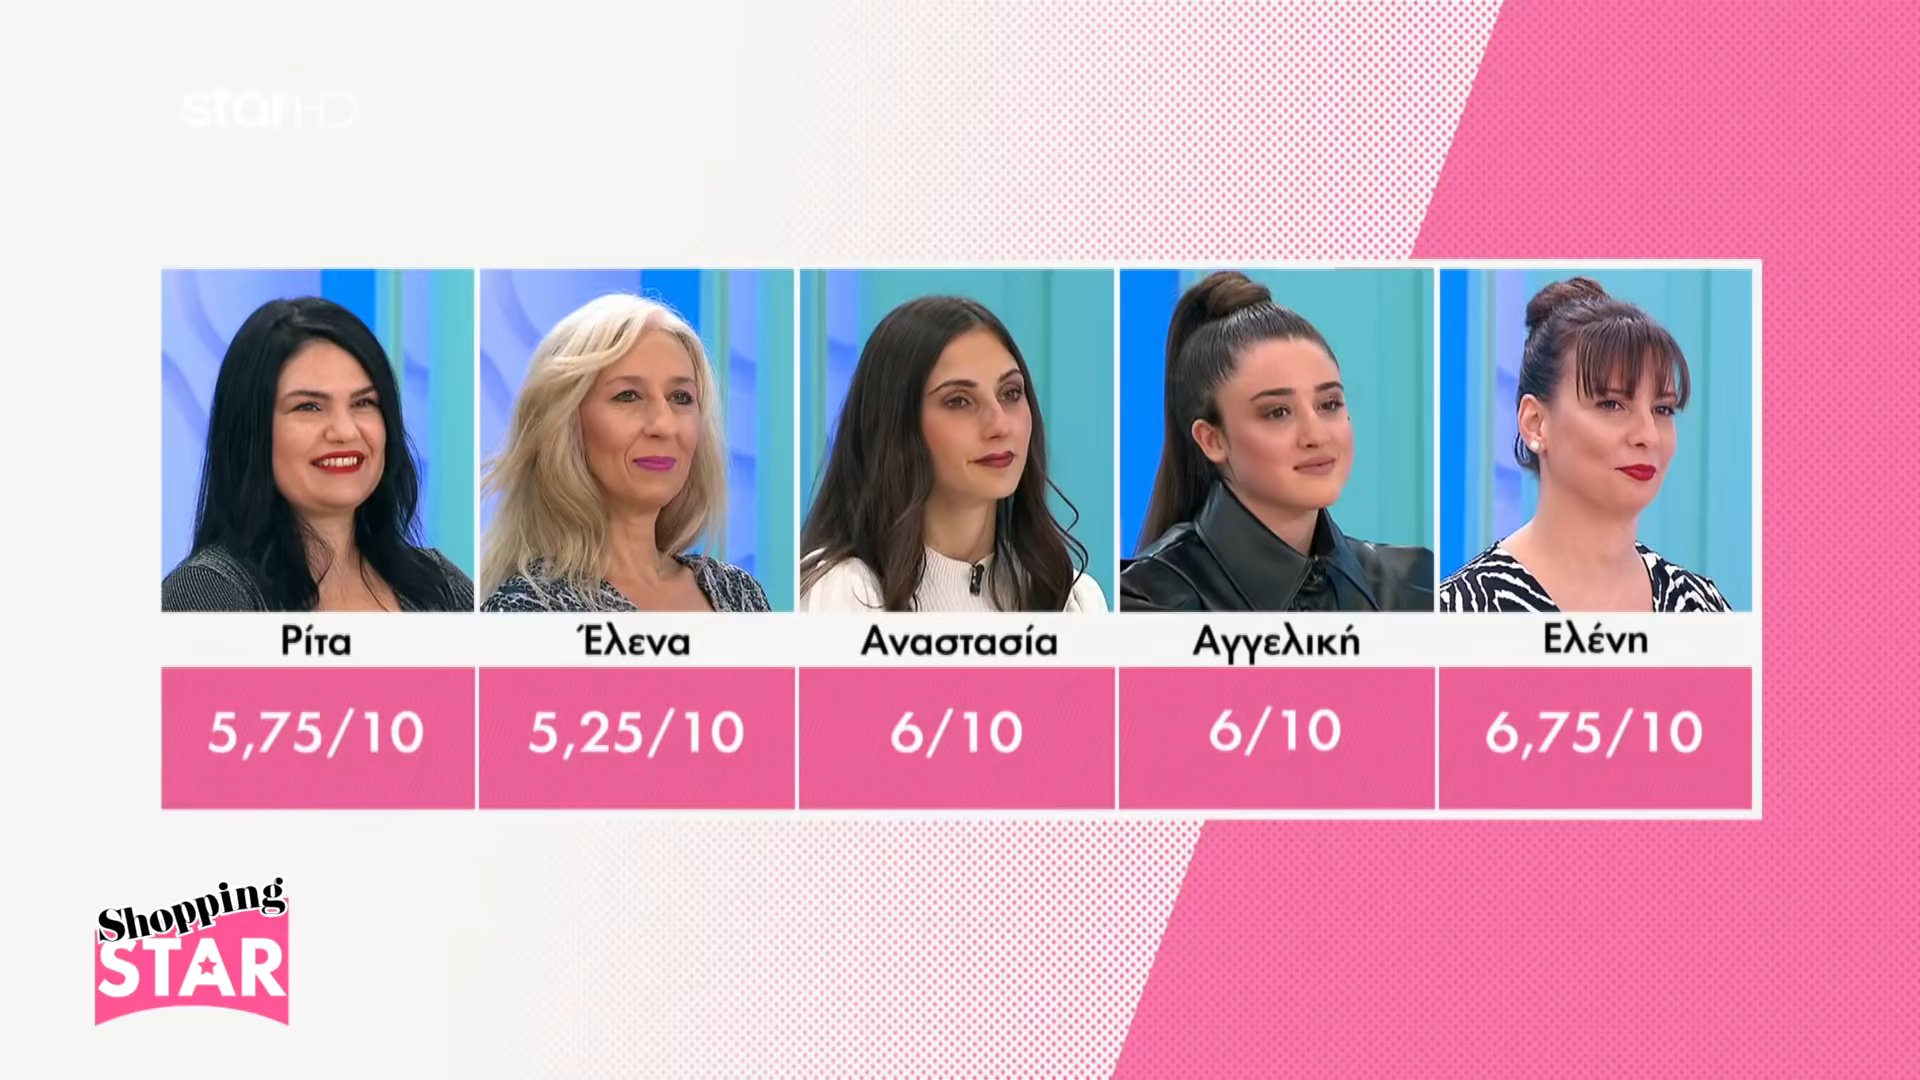 starHD
Ρίτα
Έλενα
Αναστασία
Αγγελική
Ελένη
5,75/10
5,25/10
6/10
6/10
6,75/10
Shopping
STAR